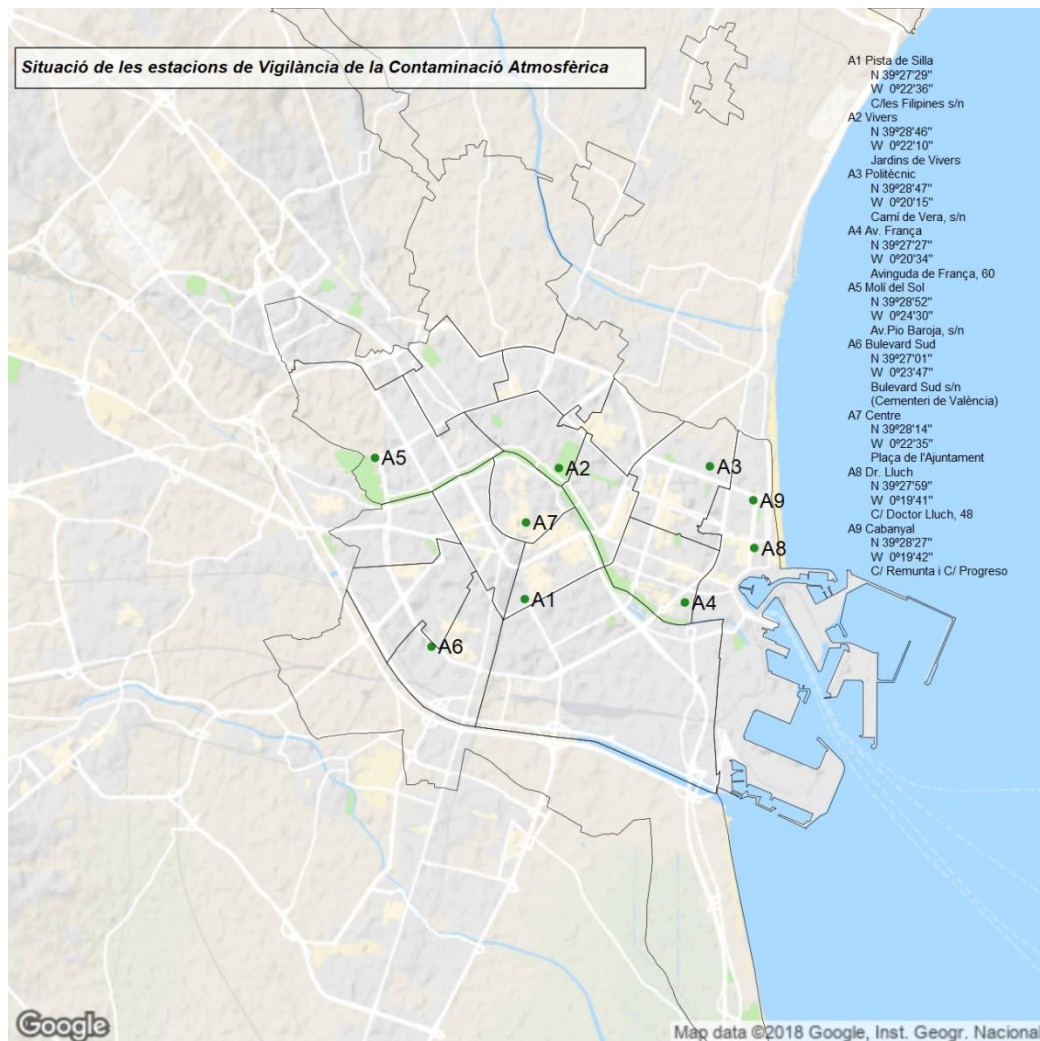 Situació de les estacions de Vigilància de la Contaminació Atmosfèrica
A1 Pista de Silla
N 39º27'29"
W 0º22'36"
C/les Filipines s/n
A2 Vivers
N 39º28'46"
W 0º22'10"
Jardins de Vivers
A3 Politècnic
N 39º28'47"
W 0º20'15"
Camí de Vera, s/n
A4 Av. França
N 39º27'27"
W 0º20'34"
Avinguda de França, 60
A5 Molí del Sol
N 39º28'52"
W 0º24'30"
Av.Pio Baroja, s/n
A6 Bulevard Sud
N 39º27'01"
W 0º23'47"
Bulevard Sud s/n
(Cementeri de València)
A7 Centre
N 39º28'14"
W 0º22'35"
Plaça de l'Ajuntament
A8 Dr. Lluch
N 39º27'59"
W 0º19'41"
C/ Doctor Lluch, 48
A9 Cabanyal
N 39º28'27"
W 0º19'42"
C/ Remunta i C/ Progreso
A5
A2
A3
A9
A7
A8
A1
A4
A6
Google
Map data ©2018 Google, Inst. Geogr. Nacional